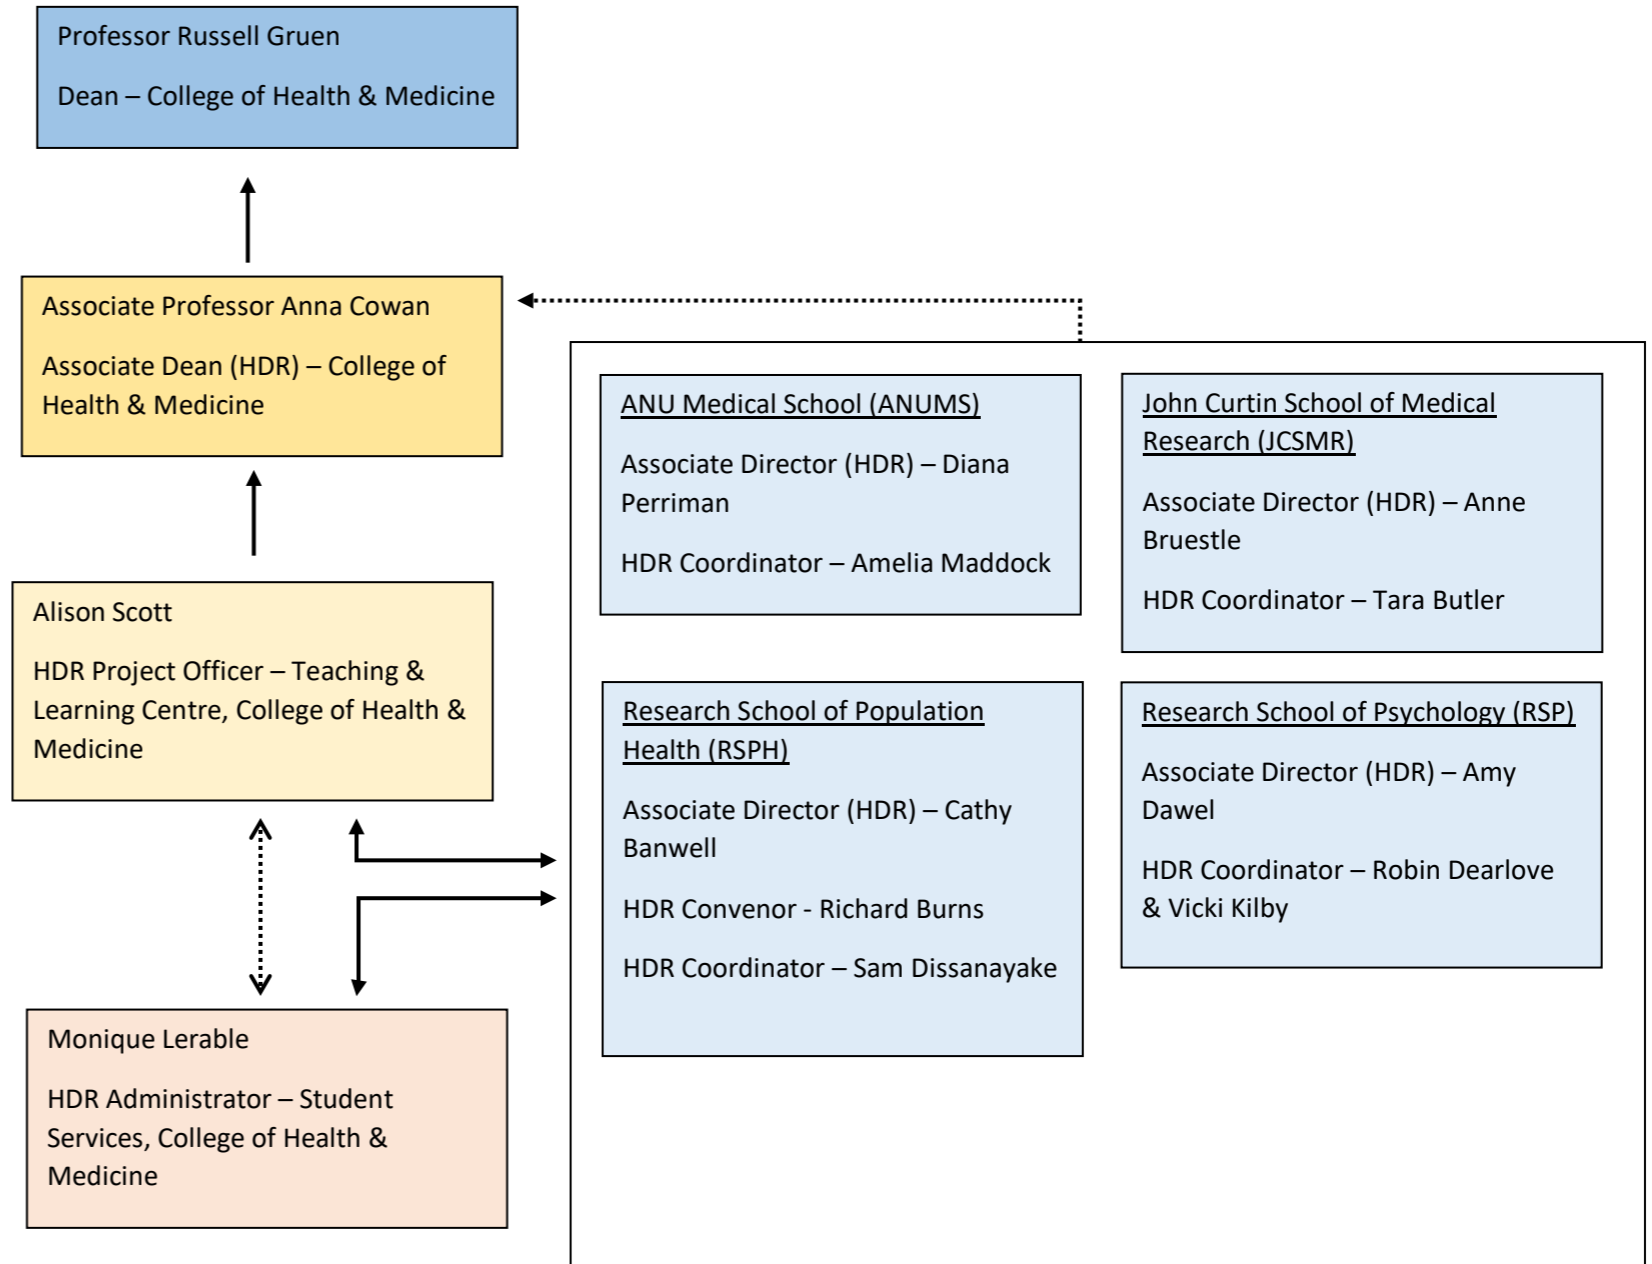 Professor Russell Gruen
Dean – College of Health & Medicine
Associate Professor Anna Cowan
Associate Dean (HDR) – College of
Health & Medicine
Alison Scott
HDR Project Officer – Teaching &
Learning Centre, College of Health &
Medicine
Monique Lerable
HDR Administrator – Student
Services, College of Health &
Medicine
ANU Medical School (ANUMS)
Associate Director (HDR) – Diana
Perriman
HDR Coordinator – Amelia Maddock
John Curtin School of Medical
Research (JCSMR)
Associate Director (HDR) – Anne
Bruestle
HDR Coordinator – Tara Butler
Research School of Population
Health (RSPH)
Associate Director (HDR) – Cathy
Banwell
HDR Convenor - Richard Burns
HDR Coordinator – Sam Dissanayake
Research School of Psychology (RSP)
Associate Director (HDR) – Amy
Dawel
HDR Coordinator – Robin Dearlove
& Vicki Kilby